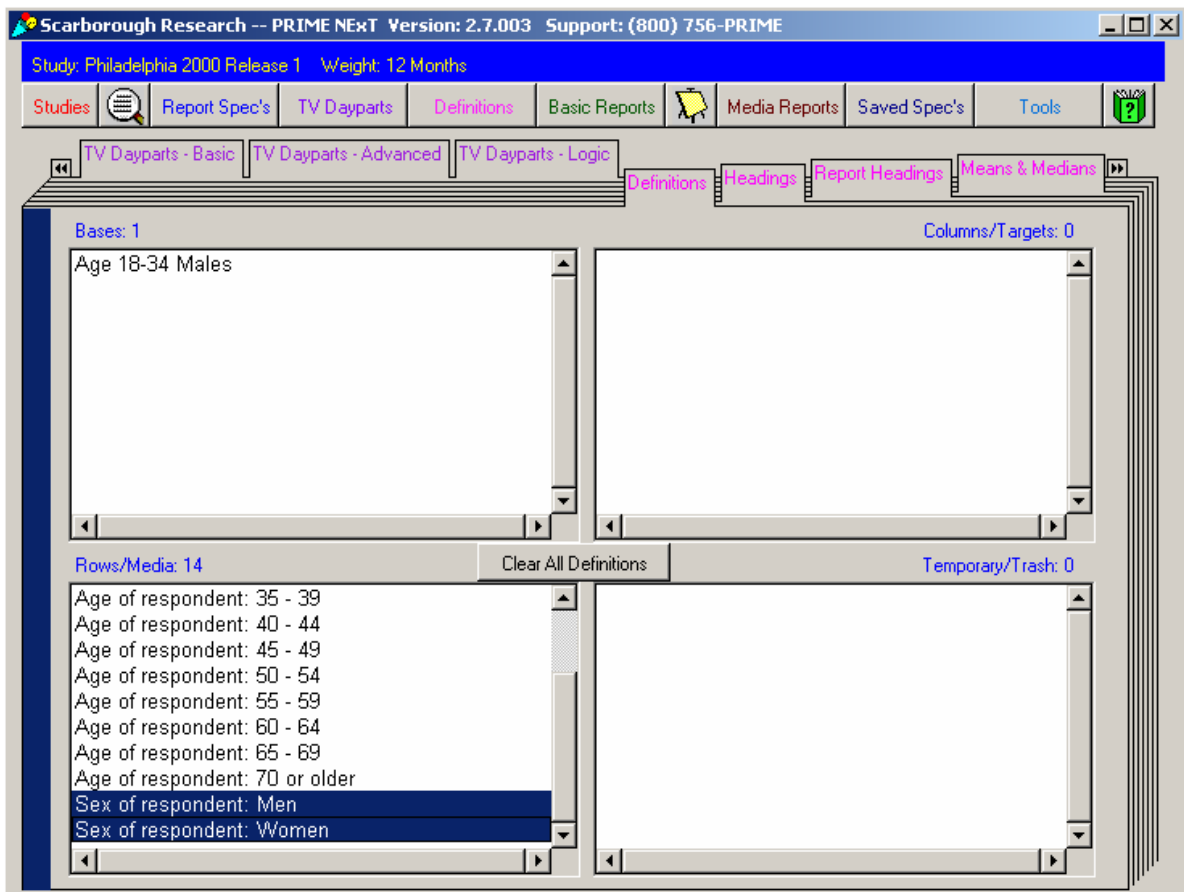 Scarborough Research -- PRIME NExT Version: 2.7.003 Support: (800) 756-PRIME
Study: Philadelphia 2000 Release 1 Weight: 12 Months
Studies Report Spec's TV Dayparts Definitions Basic Reports Media Reports Saved Spec's Tools ?
TV Dayparts - Basic TV Dayparts - Advanced TV Dayparts - Logic
Definitions Headings Report Headings Means & Medians
Bases: 1 Columns/Targets: 0
Age 18-34 Males
Rows/Media: 14 Clear All Definitions Temporary/Trash: 0
Age of respondent: 35 - 39
Age of respondent: 40 - 44
Age of respondent: 45 - 49
Age of respondent: 50 - 54
Age of respondent: 55 - 59
Age of respondent: 60 - 64
Age of respondent: 65 - 69
Age of respondent: 70 or older
Sex of respondent: Men
Sex of respondent: Women